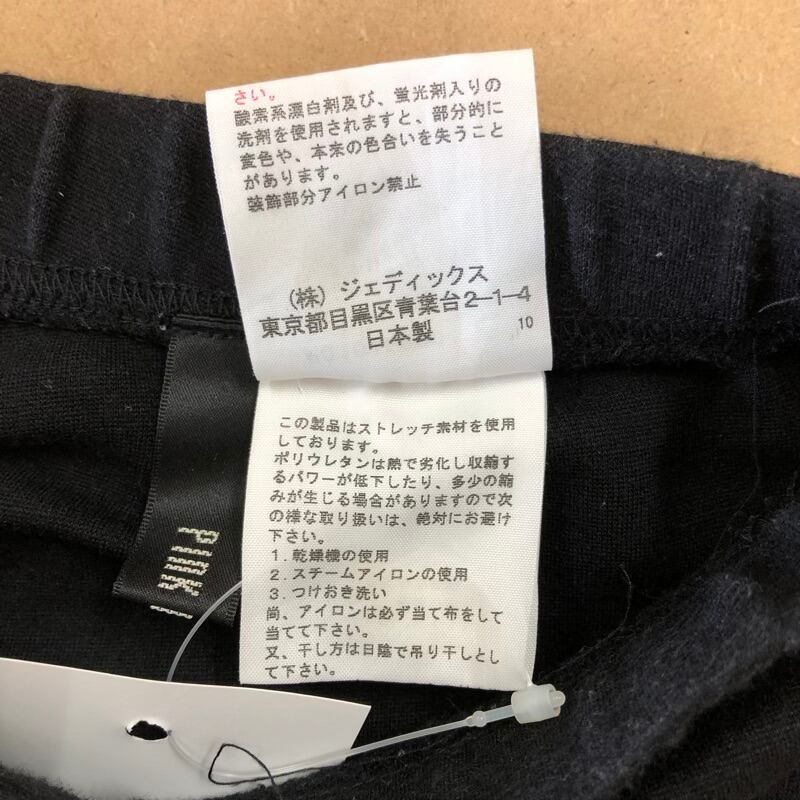 さい。
酸素系漂白剤及び、蛍光剤入りの
洗剤を使用されますと、部分的に
変色や、本来の色合いを失うこと
があります。
装飾部分アイロン禁止
（株）ジェディックス
東京都目黒区青葉台2-1-4
日本製
10
この製品はストレッチ素材を使用
しております。
ポリウレタンは熱で劣化し収縮す
るパワーが低下したり、多少の縮
みが生じる場合がありますので次
の様な取り扱いは、絶対にお避け
下さい。
1．乾燥機の使用
2．スチームアイロンの使用
3．つけおき洗い
尚、アイロンは必ず当て布をして
当てて下さい。
又、干し方は日陰で吊り干しとし
て下さい。